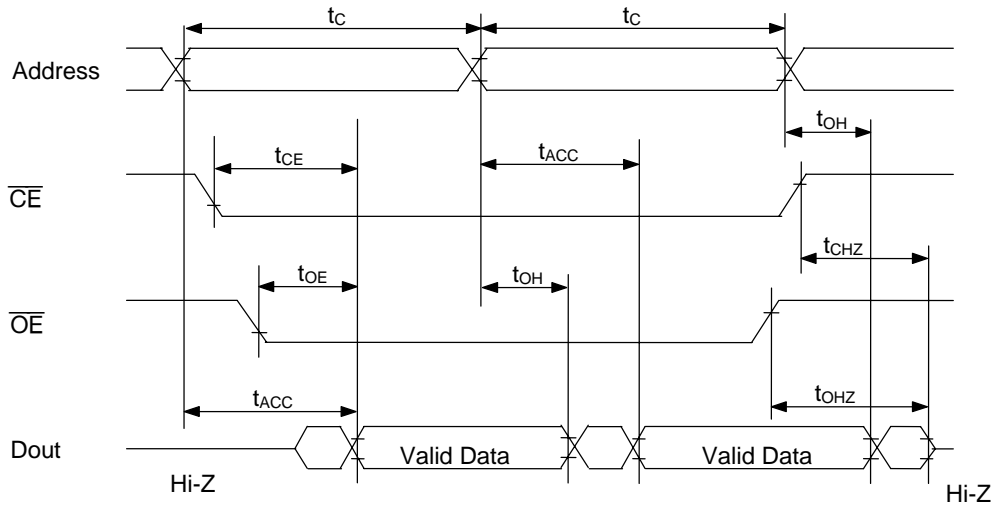 tC tC
Address
tOH
tCE tACC
CE
tCHZ
tOE tOH
OE
tACC tOHZ
Dout Valid Data Valid Data
Hi-Z Hi-Z